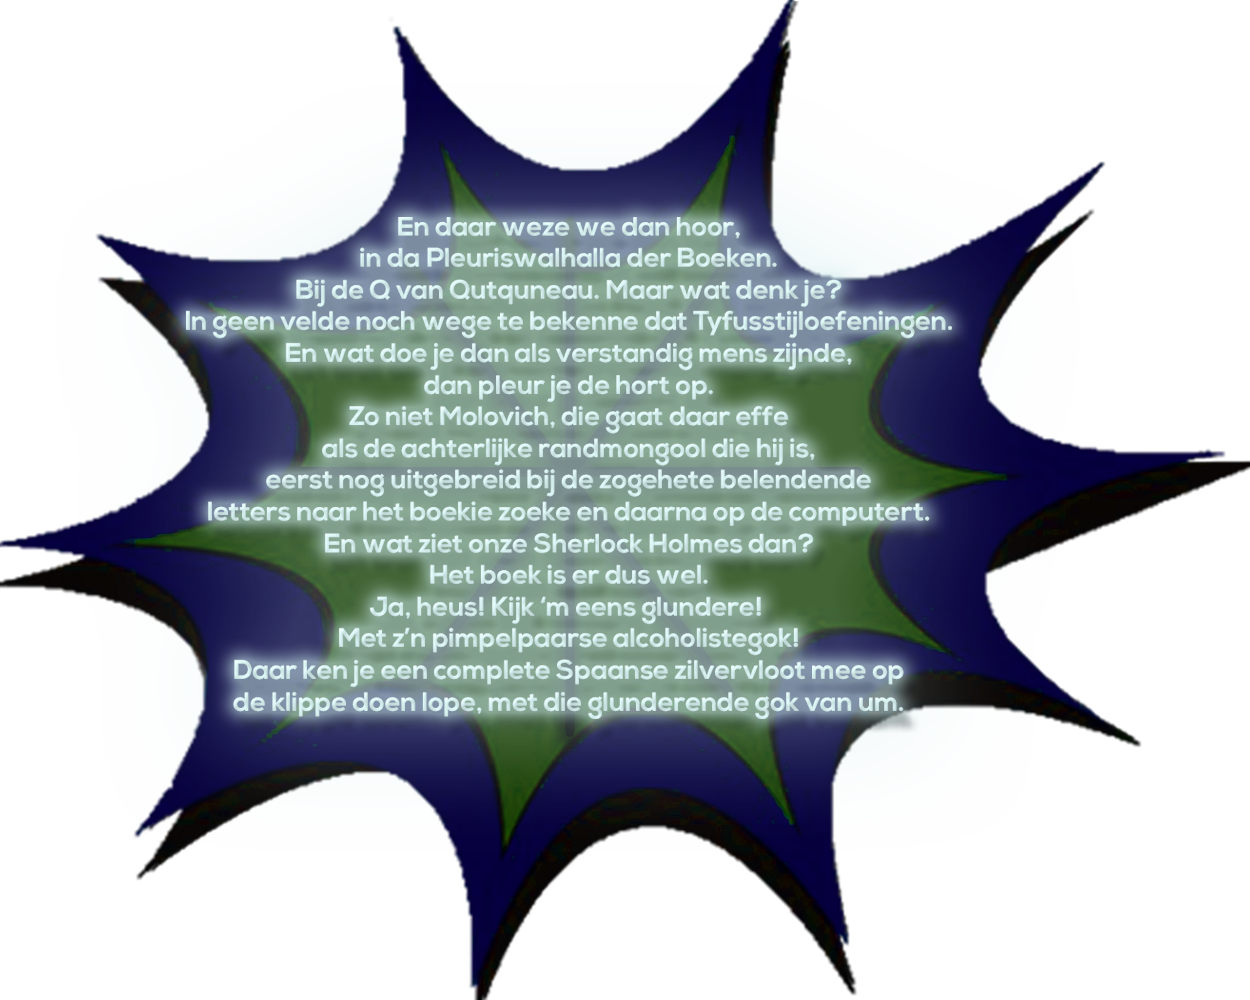 En daar weze we dan hoor,
in da Pleuriswalhalla der Boeken.
Bij de Q van Qutquneau. Maar wat denk je?
In geen velde noch wege te bekenne dat Tyfusstijloefeningen.
En wat doe je dan als verstandig mens zijnde,
dan pleur je de hort op.
Zo niet Molovich, die gaat daar effe
als de achterlijke randmongool die hij is,
eerst nog uitgebreid bij de zogehete belendende
letters naar het boekie zoeke en daarna op de computert.
En wat ziet onze Sherlock Holmes dan?
Het boek is er dus wel.
Ja, heus! Kijk ‘m eens glundere!
Met z’n pimpelpaarse alcoholistegok!
Daar ken je een complete Spaanse zilvervloot mee op
de klippe doen lope, met die glunderende gok van um.